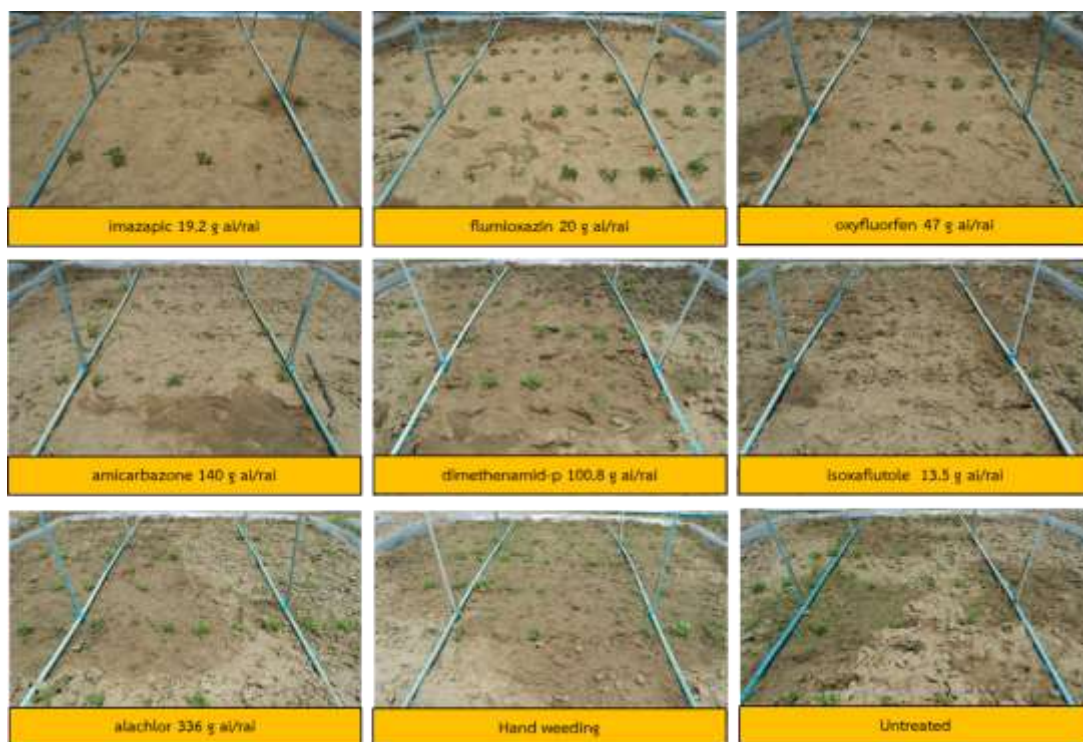 imazapic 19.2 g ai/rai
flumioxazin 20 g ai/rai
oxyfluorfen 47 g ai/rai
amicarbazone 140 g ai/rai
dimethenamid-p 100.8 g ai/rai
isoxaflutole 13.5 g ai/rai
alachlor 336 g ai/rai
Hand weeding
Untreated